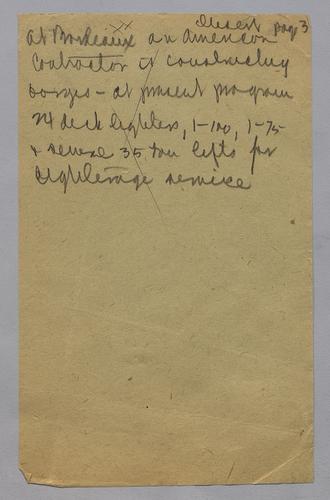 Insert page 3
at Bordeaux an American
Contractor is constructing
barges - at present program
24 deck lighters, 1-100, 1-75
& several 35 ton lifts for
lighterage service